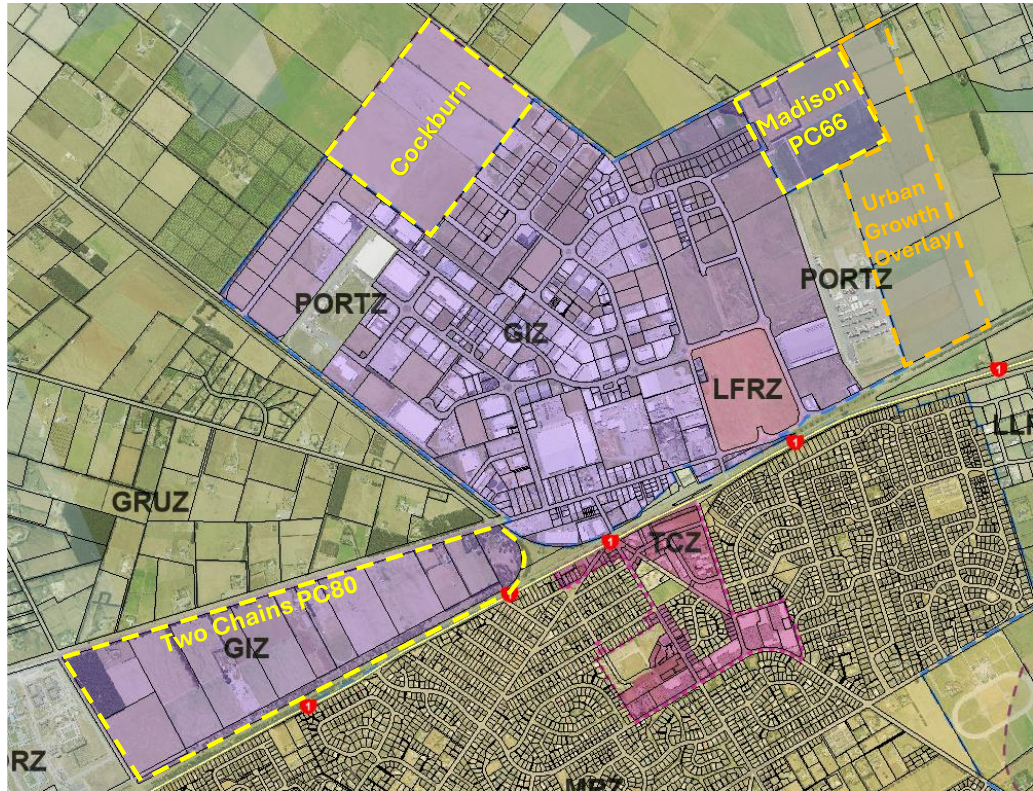 Cockburn
Madison
PC66
Urban
Growth
Overlay
PORTZ
PORTZ
GIZ
LFRZ
1
1
GRUZ
TCZ
1
1
Two Chains PC80
GIZ
1